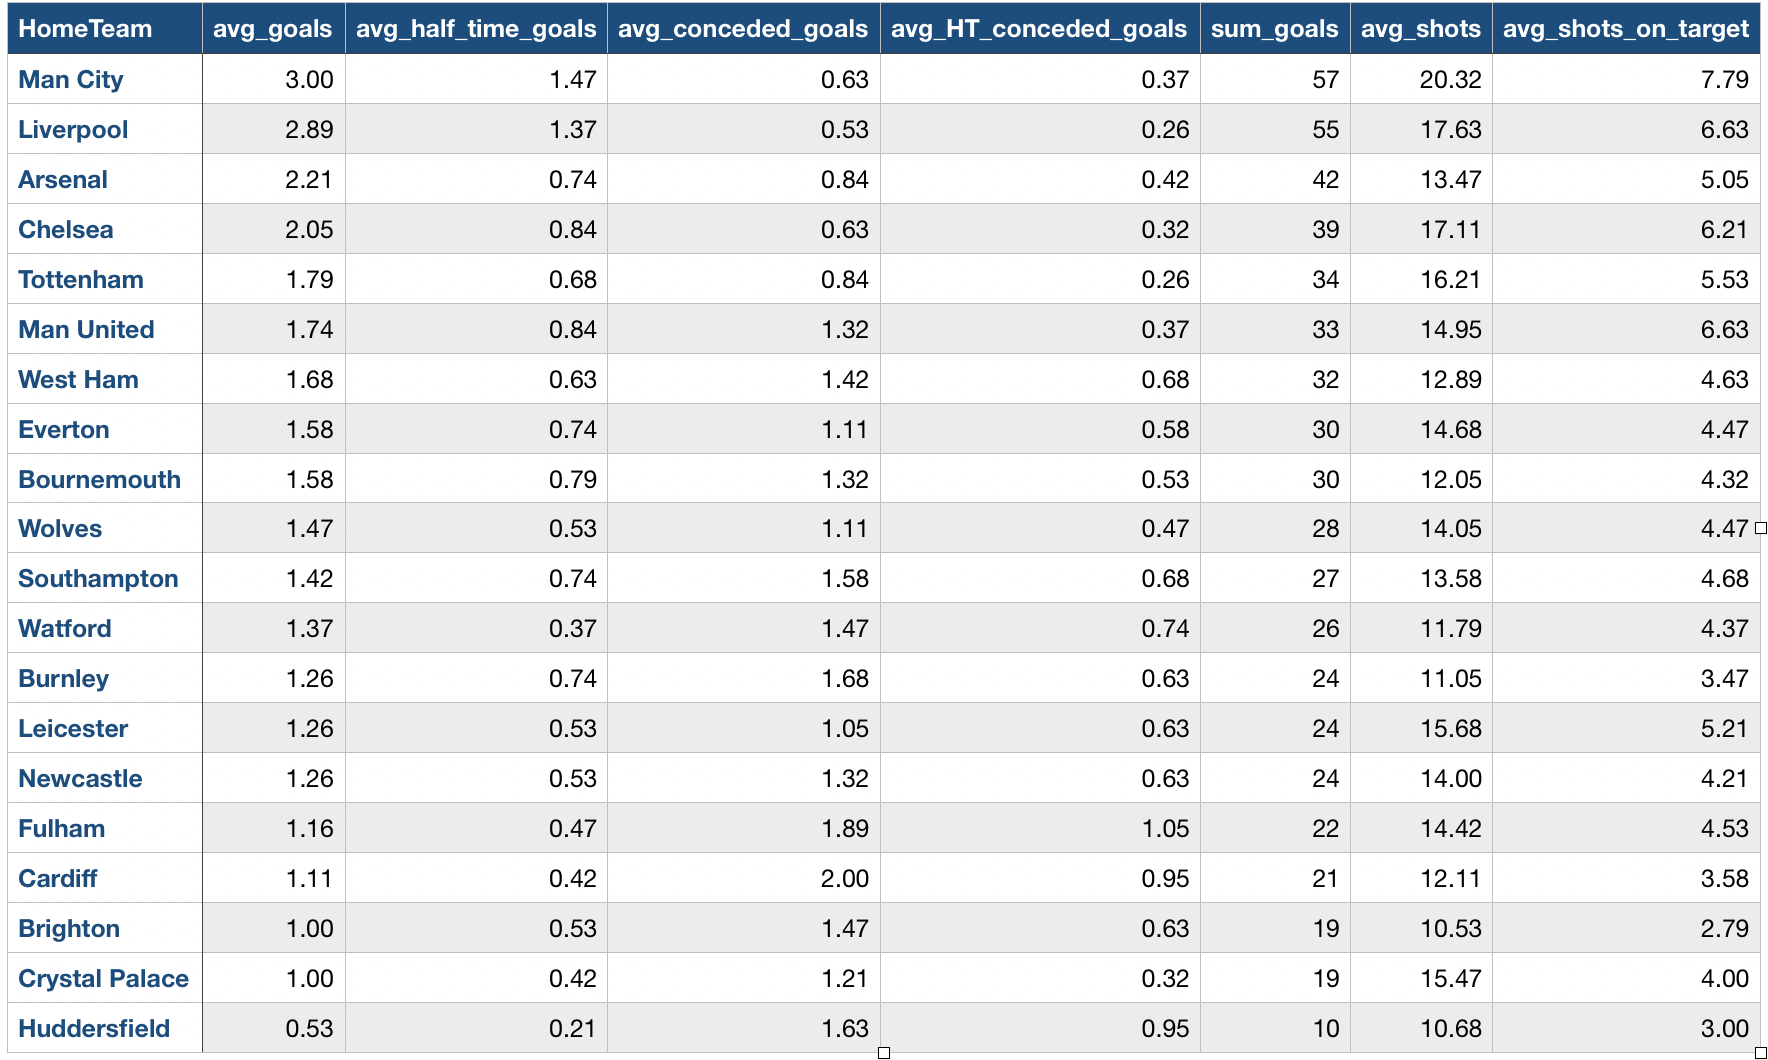 HomeTeam avg_goals avg_half_time_goals avg_conceded_goals avg_HT_conceded_goals sum_goals avg_shots avg_shots_on_target
Man City 3.00 1.47 0.63 0.37 57 20.32 7.79
Liverpool 2.89 1.37 0.53 0.26 55 17.63 6.63
Arsenal 2.21 0.74 0.84 0.42 42 13.47 5.05
Chelsea 2.05 0.84 0.63 0.32 39 17.11 6.21
Tottenham 1.79 0.68 0.84 0.26 34 16.21 5.53
Man United 1.74 0.84 1.32 0.37 33 14.95 6.63
West Ham 1.68 0.63 1.42 0.68 32 12.89 4.63
Everton 1.58 0.74 1.11 0.58 30 14.68 4.47
Bournemouth 1.58 0.79 1.32 0.53 30 12.05 4.32
Wolves 1.47 0.53 1.11 0.47 28 14.05 4.47
Southampton 1.42 0.74 1.58 0.68 27 13.58 4.68
Watford 1.37 0.37 1.47 0.74 26 11.79 4.37
Burnley 1.26 0.74 1.68 0.63 24 11.05 3.47
Leicester 1.26 0.53 1.05 0.63 24 15.68 5.21
Newcastle 1.26 0.53 1.32 0.63 24 14.00 4.21
Fulham 1.16 0.47 1.89 1.05 22 14.42 4.53
Cardiff 1.11 0.42 2.00 0.95 21 12.11 3.58
Brighton 1.00 0.53 1.47 0.63 19 10.53 2.79
Crystal Palace 1.00 0.42 1.21 0.32 19 15.47 4.00
Huddersfield 0.53 0.21 1.63 0.95 10 10.68 3.00